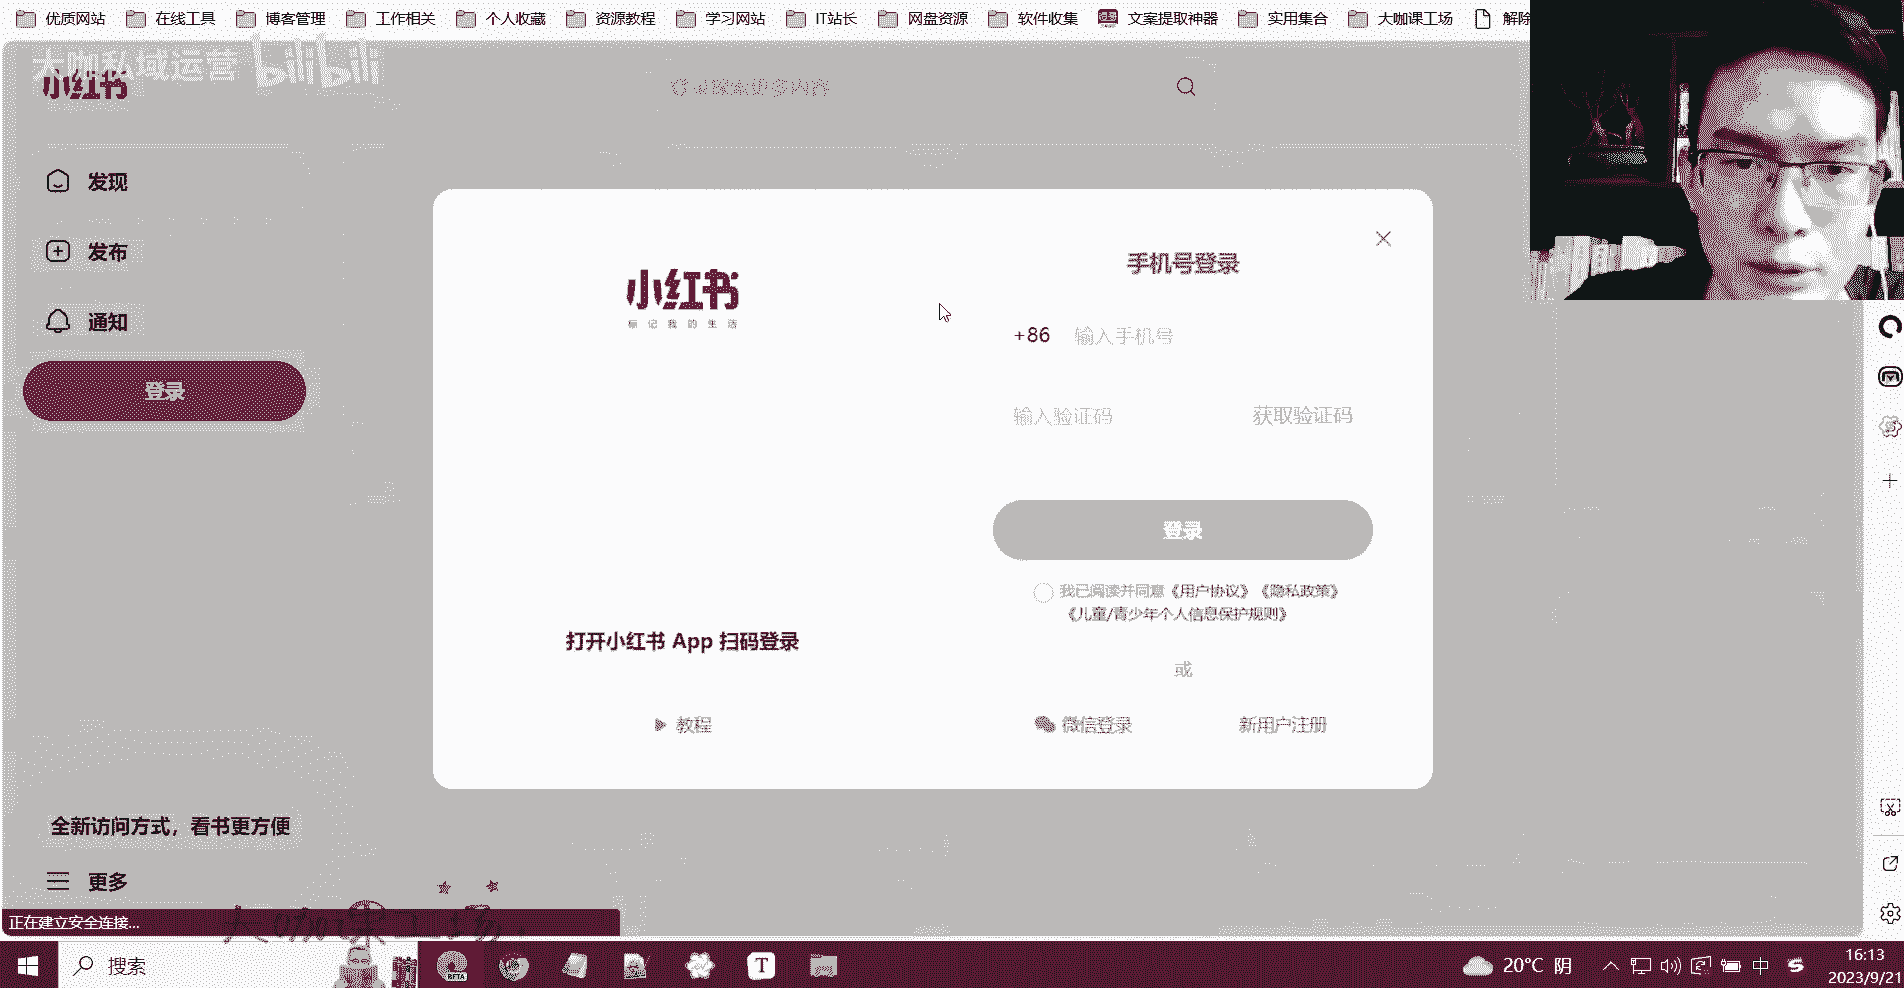 优质网站 在线工具 博客管理 工作相关 个人收藏 资源教程 学习网站 IT站长 网盘资源 软件收集 文案提取神器 实用集合 大咖课工场 解除
大咖私域运营 bilibili
小红书
发现
发布
通知
登录
全新访问方式，看书更方便
更多
正在建立安全连接...
小红书
标记我的生活
打开小红书 App 扫码登录
教程
手机号登录
+86 输入手机号
输入验证码 获取验证码
登录
我已阅读并同意《用户协议》《隐私政策》
《儿童/青少年个人信息保护规则》
或
微信登录 新用户注册
大咖课工场
搜索
BETA
T
20°C 阴
中
16:13
2023/9/21